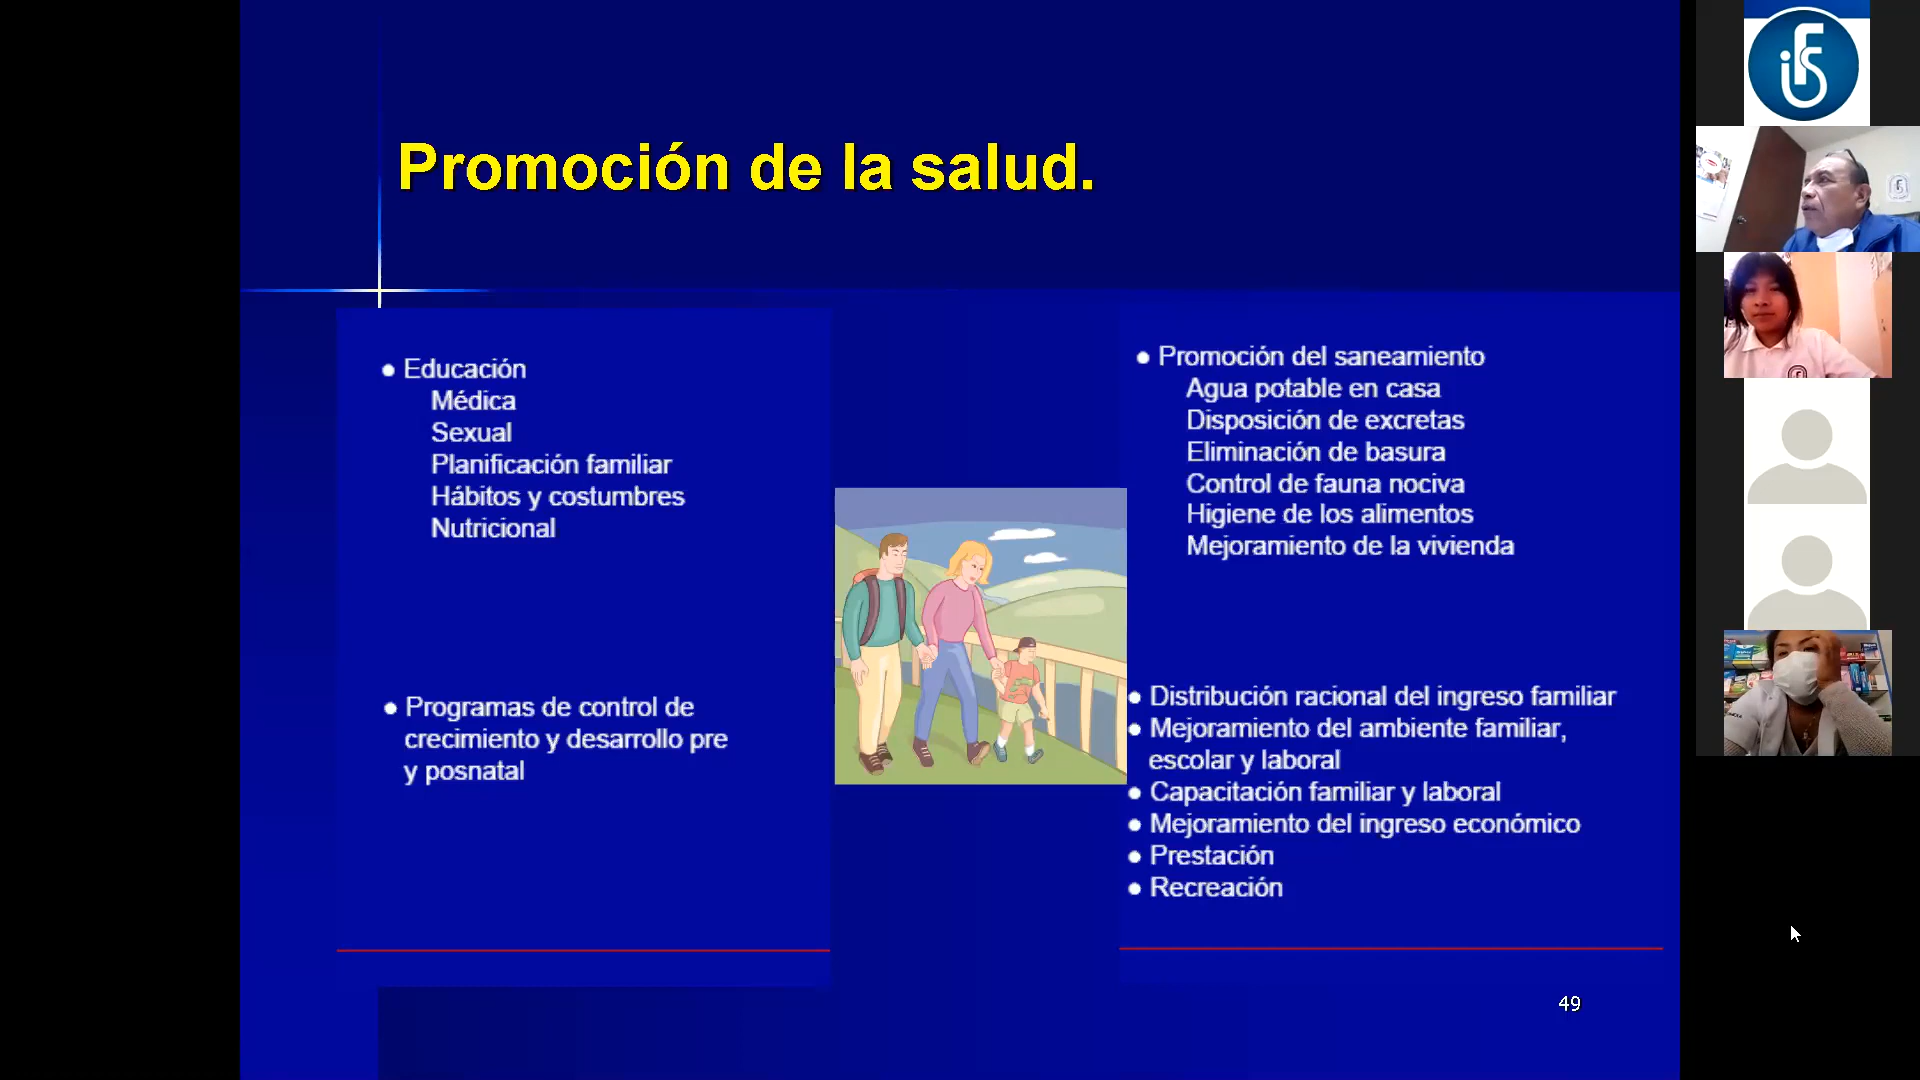 Promoción de la salud.
● Educación
Médica
Sexual
Planificación familiar
Hábitos y costumbres
Nutricional
● Programas de control de
crecimiento y desarrollo pre
y posnatal
● Promoción del saneamiento
Agua potable en casa
Disposición de excretas
Eliminación de basura
Control de fauna nociva
Higiene de los alimentos
Mejoramiento de la vivienda
● Distribución racional del ingreso familiar
● Mejoramiento del ambiente familiar,
escolar y laboral
● Capacitación familiar y laboral
● Mejoramiento del ingreso económico
● Prestación
● Recreación
49